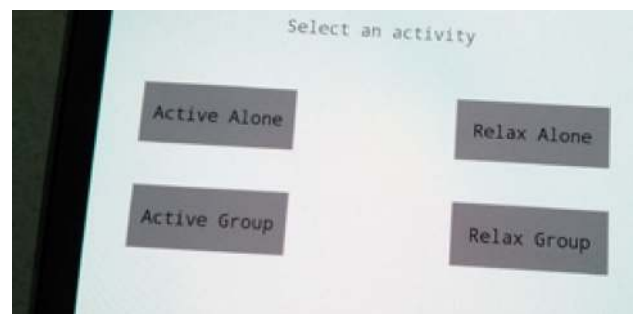 Select an activity
Active Alone
Relax Alone
Active Group
Relax Group